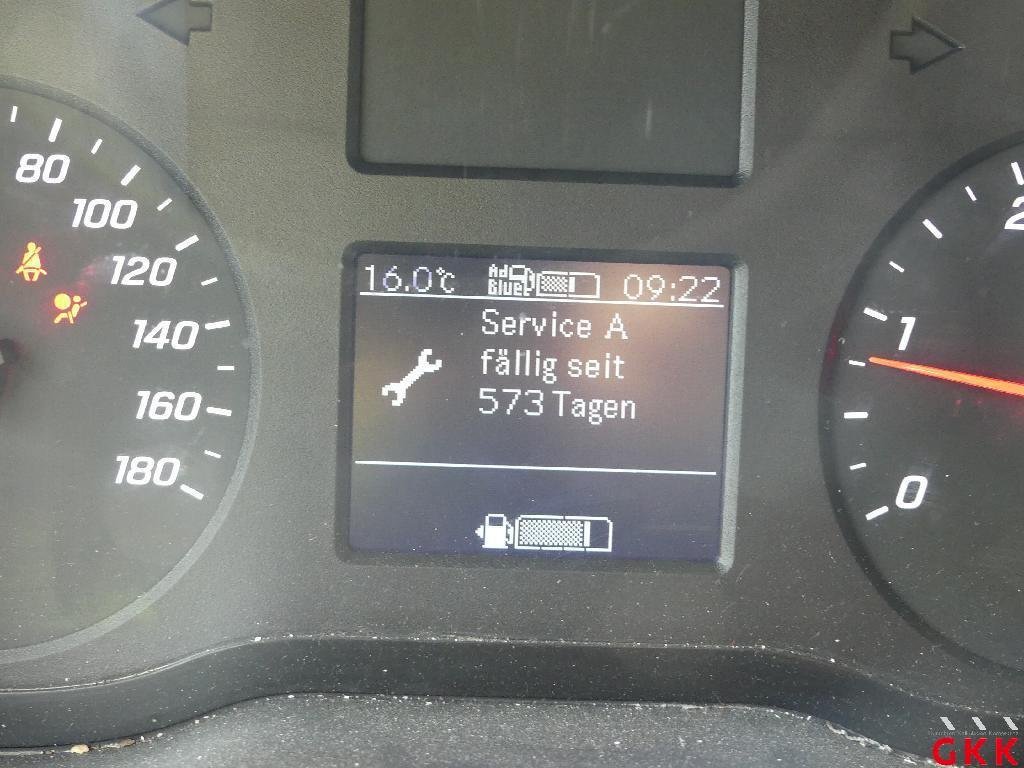 80
100
120
140
160
180
16.0°C AdBlue 09:22
Service A
fällig seit
573 Tagen
2
1
0
GKK